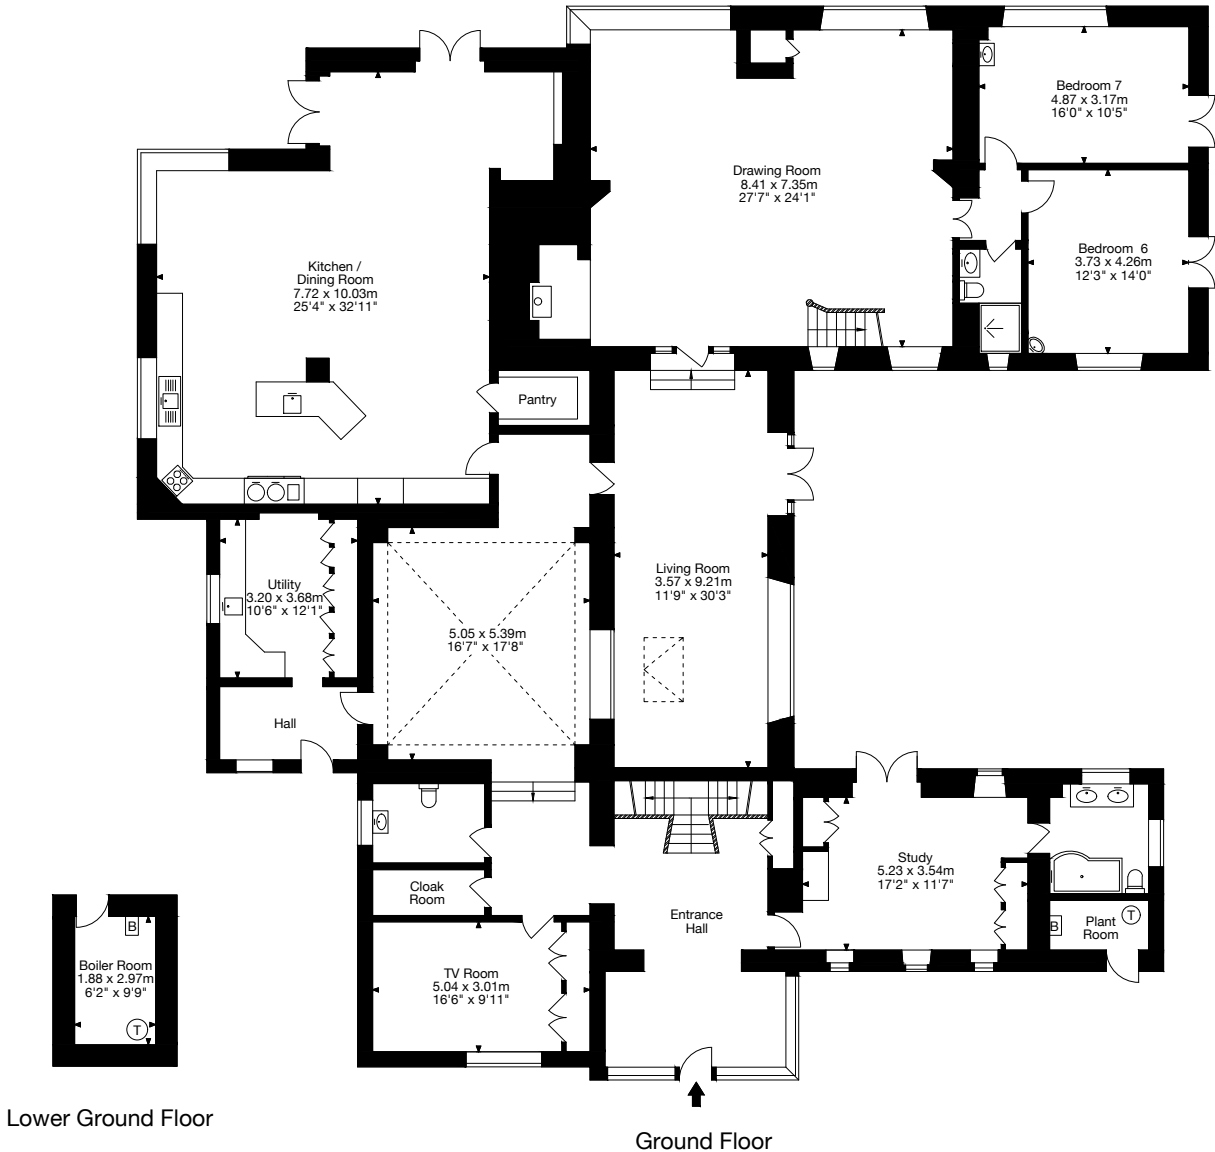 Bedroom 7
4.87 x 3.17m
16'0" x 10'5"
Drawing Room
8.41 x 7.35m
27'7" x 24'1"
Bedroom 6
3.73 x 4.26m
12'3" x 14'0"
Kitchen /
Dining Room
7.72 x 10.03m
25'4" x 32'11"
Pantry
Living Room
3.57 x 9.21m
11'9" x 30'3"
Utility
3.20 x 3.68m
10'6" x 12'1"
5.05 x 5.39m
16'7" x 17'8"
Hall
Study
5.23 x 3.54m
17'2" x 11'7"
Cloak
Room
Entrance
Hall
B
T
Plant
Room
TV Room
5.04 x 3.01m
16'6" x 9'11"
B
Boiler Room
1.88 x 2.97m
6'2" x 9'9"
T
Lower Ground Floor
Ground Floor